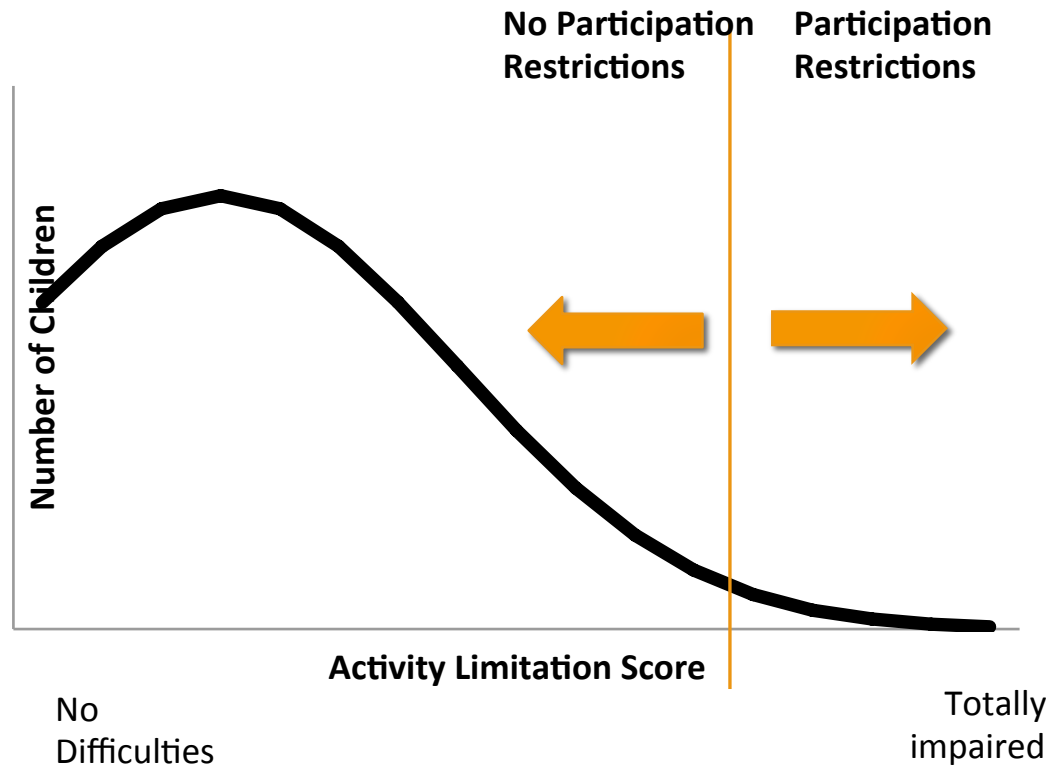 No Participation
Restrictions
Participation
Restrictions
Number of Children
Activity Limitation Score
No
Difficulties
Totally
impaired